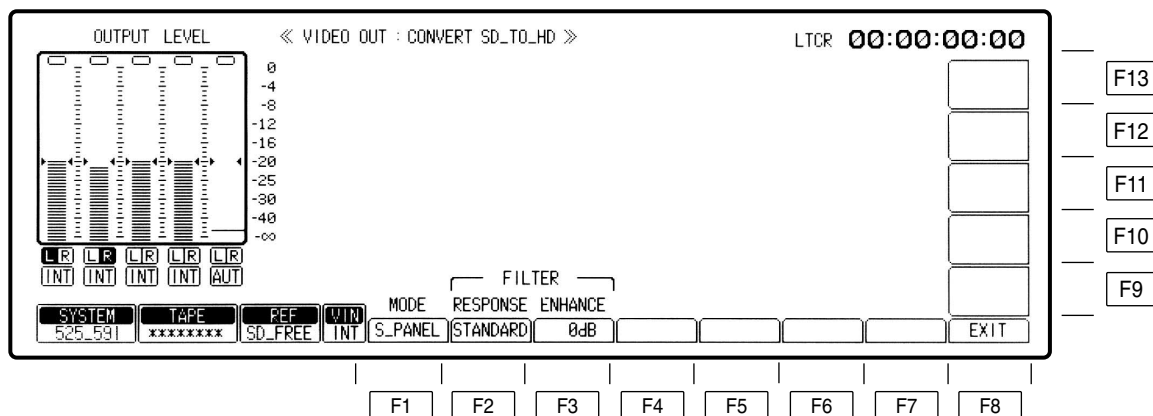 OUTPUT LEVEL
≪ VIDEO OUT : CONVERT SD_TO_HD ≫
LTCR 00:00:00:00
0
-4
-8
-12
-16
-20
-25
-30
-40
-∞
L R L R L R L R L R
INT INT INT INT AUT
FILTER
MODE RESPONSE ENHANCE
SYSTEM TAPE REF VIN
525_59I ******** SD_FREE INT S_PANEL STANDARD 0dB EXIT
F13
F12
F11
F10
F9
F1 F2 F3 F4 F5 F6 F7 F8